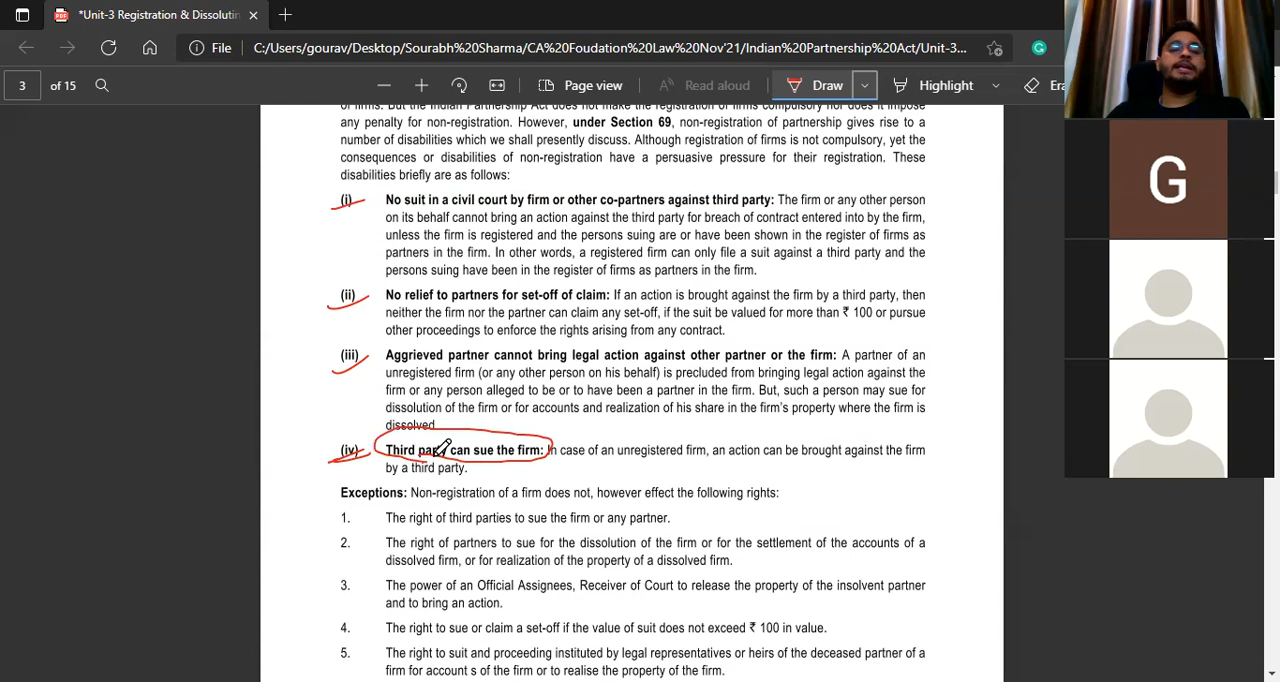 *Unit-3 Registration & Dissolutin
File
C:/Users/gourav/Desktop/Sourabh%20Sharma/CA%20Foudation%20Law%20Nov'21/Indian%20Partnership%20Act/Unit-3...
3 of 15
Page view
Read aloud
Draw
Highlight
Era
of firms. But the Indian Partnership Act does not make the registration of firms compulsory nor does it impose
any penalty for non-registration. However, under Section 69, non-registration of partnership gives rise to a
number of disabilities which we shall presently discuss. Although registration of firms is not compulsory, yet the
consequences or disabilities of non-registration have a persuasive pressure for their registration. These
disabilities briefly are as follows:
(i) No suit in a civil court by firm or other co-partners against third party: The firm or any other person
on its behalf cannot bring an action against the third party for breach of contract entered into by the firm,
unless the firm is registered and the persons suing are or have been shown in the register of firms as
partners in the firm. In other words, a registered firm can only file a suit against a third party and the
persons suing have been in the register of firms as partners in the firm.
(ii) No relief to partners for set-off of claim: If an action is brought against the firm by a third party, then
neither the firm nor the partner can claim any set-off, if the suit be valued for more than ₹ 100 or pursue
other proceedings to enforce the rights arising from any contract.
(iii) Aggrieved partner cannot bring legal action against other partner or the firm: A partner of an
unregistered firm (or any other person on his behalf) is precluded from bringing legal action against the
firm or any person alleged to be or to have been a partner in the firm. But, such a person may sue for
dissolution of the firm or for accounts and realization of his share in the firm's property where the firm is
dissolved.
(iv) Third party can sue the firm: In case of an unregistered firm, an action can be brought against the firm
by a third party.
Exceptions: Non-registration of a firm does not, however effect the following rights:
1. The right of third parties to sue the firm or any partner.
2. The right of partners to sue for the dissolution of the firm or for the settlement of the accounts of a
dissolved firm, or for realization of the property of a dissolved firm.
3. The power of an Official Assignees, Receiver of Court to release the property of the insolvent partner
and to bring an action.
4. The right to sue or claim a set-off if the value of suit does not exceed ₹ 100 in value.
5. The right to suit and proceeding instituted by legal representatives or heirs of the deceased partner of a
firm for account s of the firm or to realise the property of the firm.
G